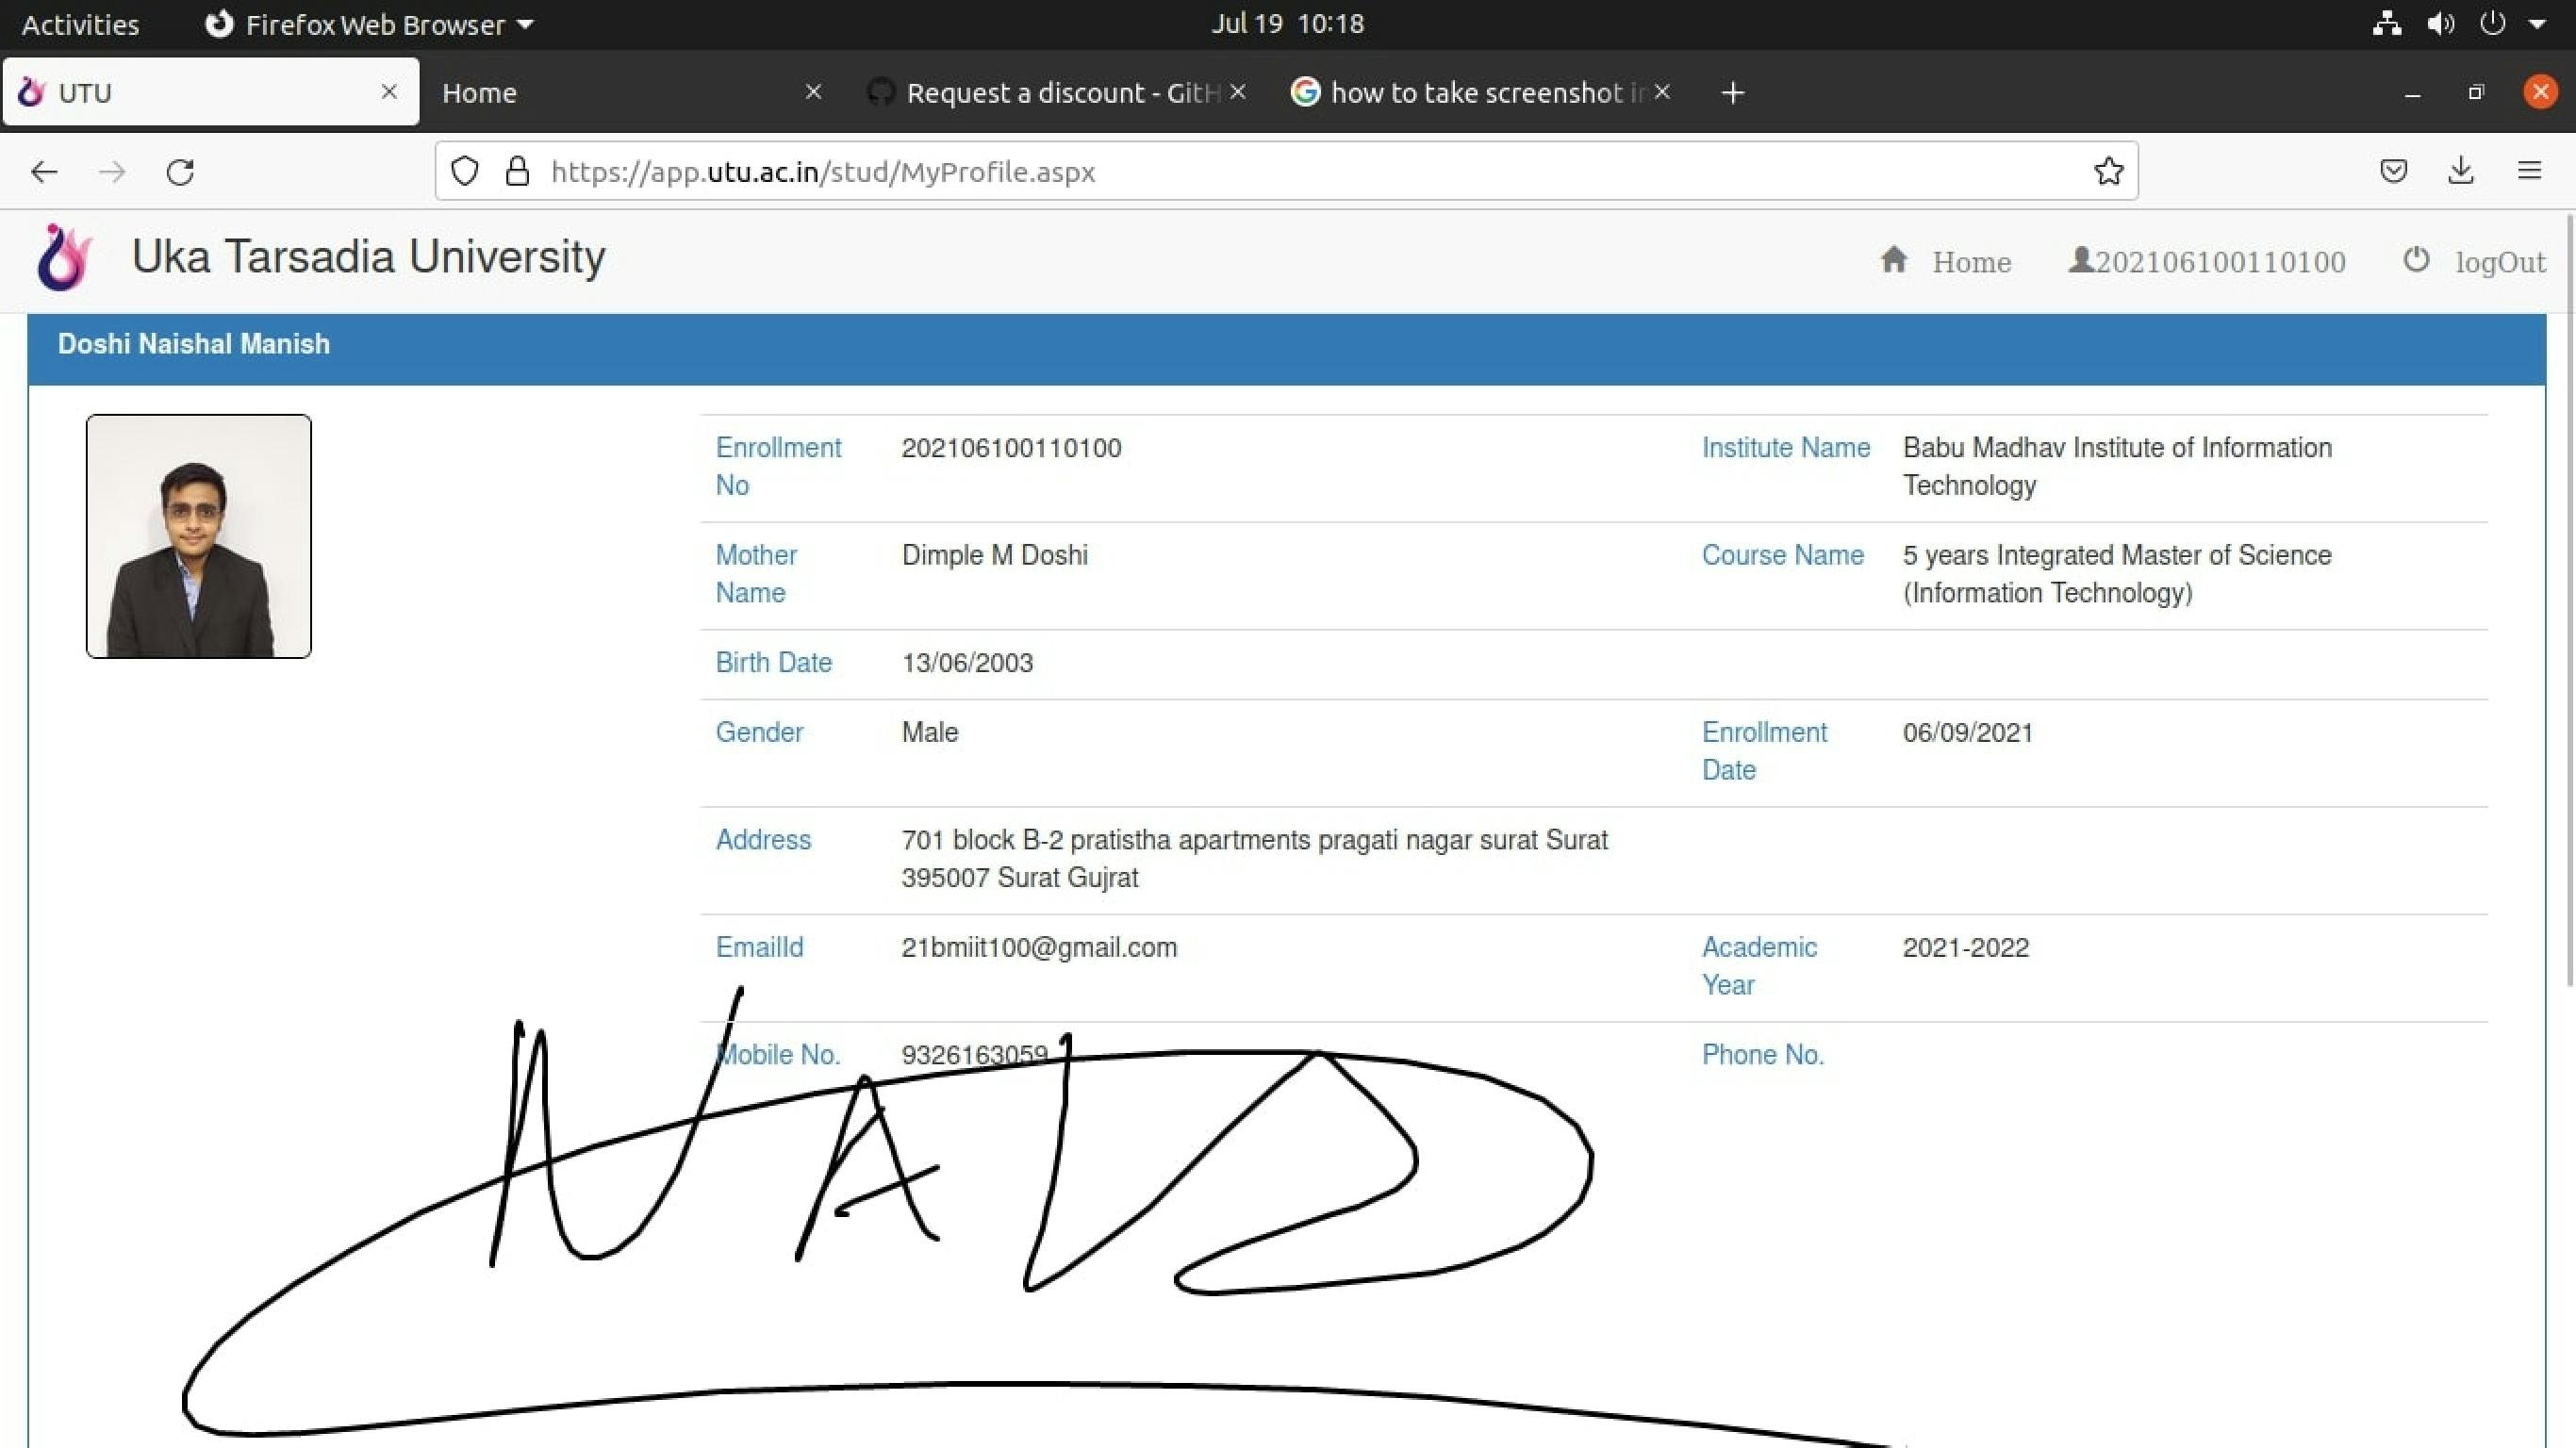 Activities Firefox Web Browser Jul 19 10:18
UTU Home Request a discount - GitH how to take screenshot in
https://app.utu.ac.in/stud/MyProfile.aspx
Uka Tarsadia University Home 202106100110100 logOut
Doshi Naishal Manish
Enrollment 202106100110100 Institute Name Babu Madhav Institute of Information
No Technology
Mother Dimple M Doshi Course Name 5 years Integrated Master of Science
Name (Information Technology)
Birth Date 13/06/2003
Gender Male Enrollment 06/09/2021
Date
Address 701 block B-2 pratistha apartments pragati nagar surat Surat
395007 Surat Gujrat
EmailId 21bmiit100@gmail.com Academic 2021-2022
Year
Mobile No. 9326163059 Phone No.
NAD